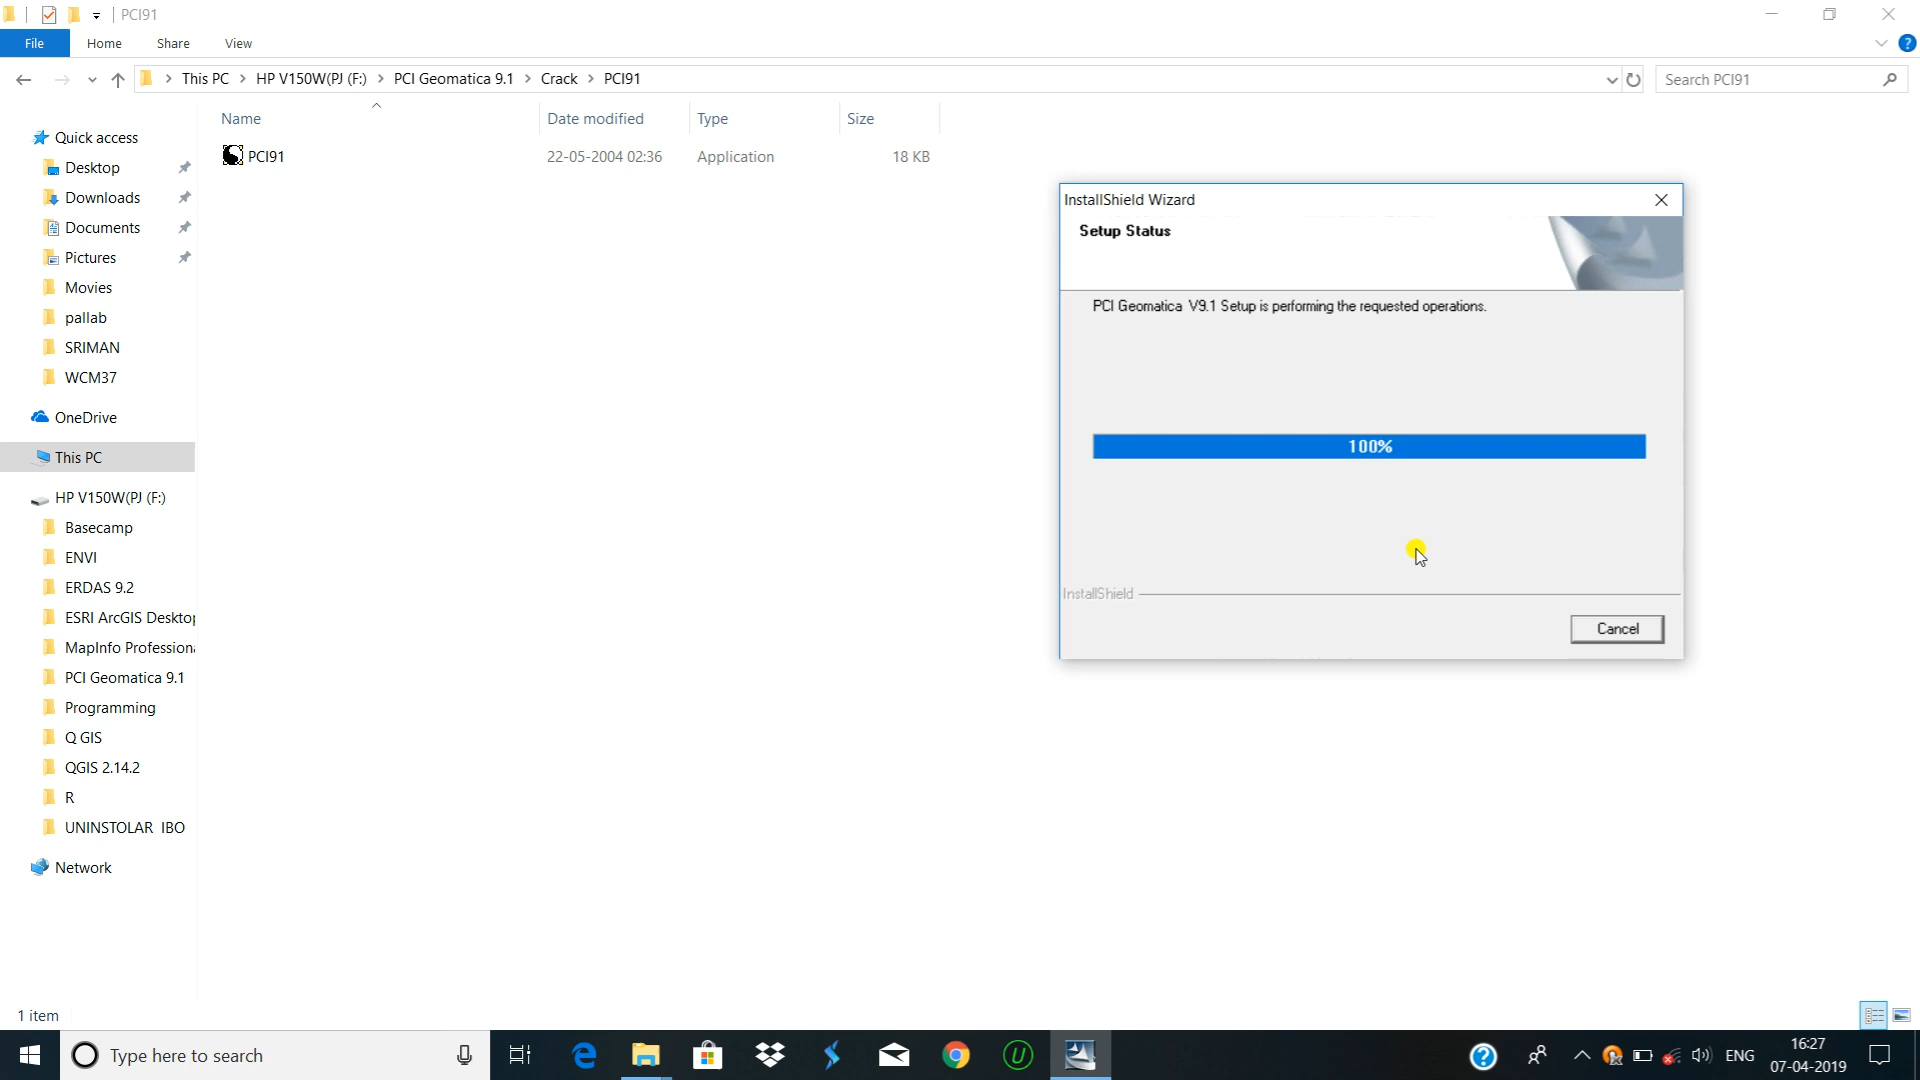 PCI91
File Home Share View
This PC > HP V150W(PJ (F:) > PCI Geomatica 9.1 > Crack > PCI91
Search PCI91
Name Date modified Type Size
PCI91 22-05-2004 02:36 Application 18 KB
Quick access
Desktop
Downloads
Documents
Pictures
Movies
pallab
SRIMAN
WCM37
OneDrive
This PC
HP V150W(PJ (F:)
Basecamp
ENVI
ERDAS 9.2
ESRI ArcGIS Desktop
MapInfo Professiona
PCI Geomatica 9.1
Programming
Q GIS
QGIS 2.14.2
R
UNINSTOLAR IBO
Network
InstallShield Wizard
Setup Status
PCI Geomatica V9.1 Setup is performing the requested operations.
100%
InstallShield
Cancel
1 item
Type here to search
ENG
16:27
07-04-2019